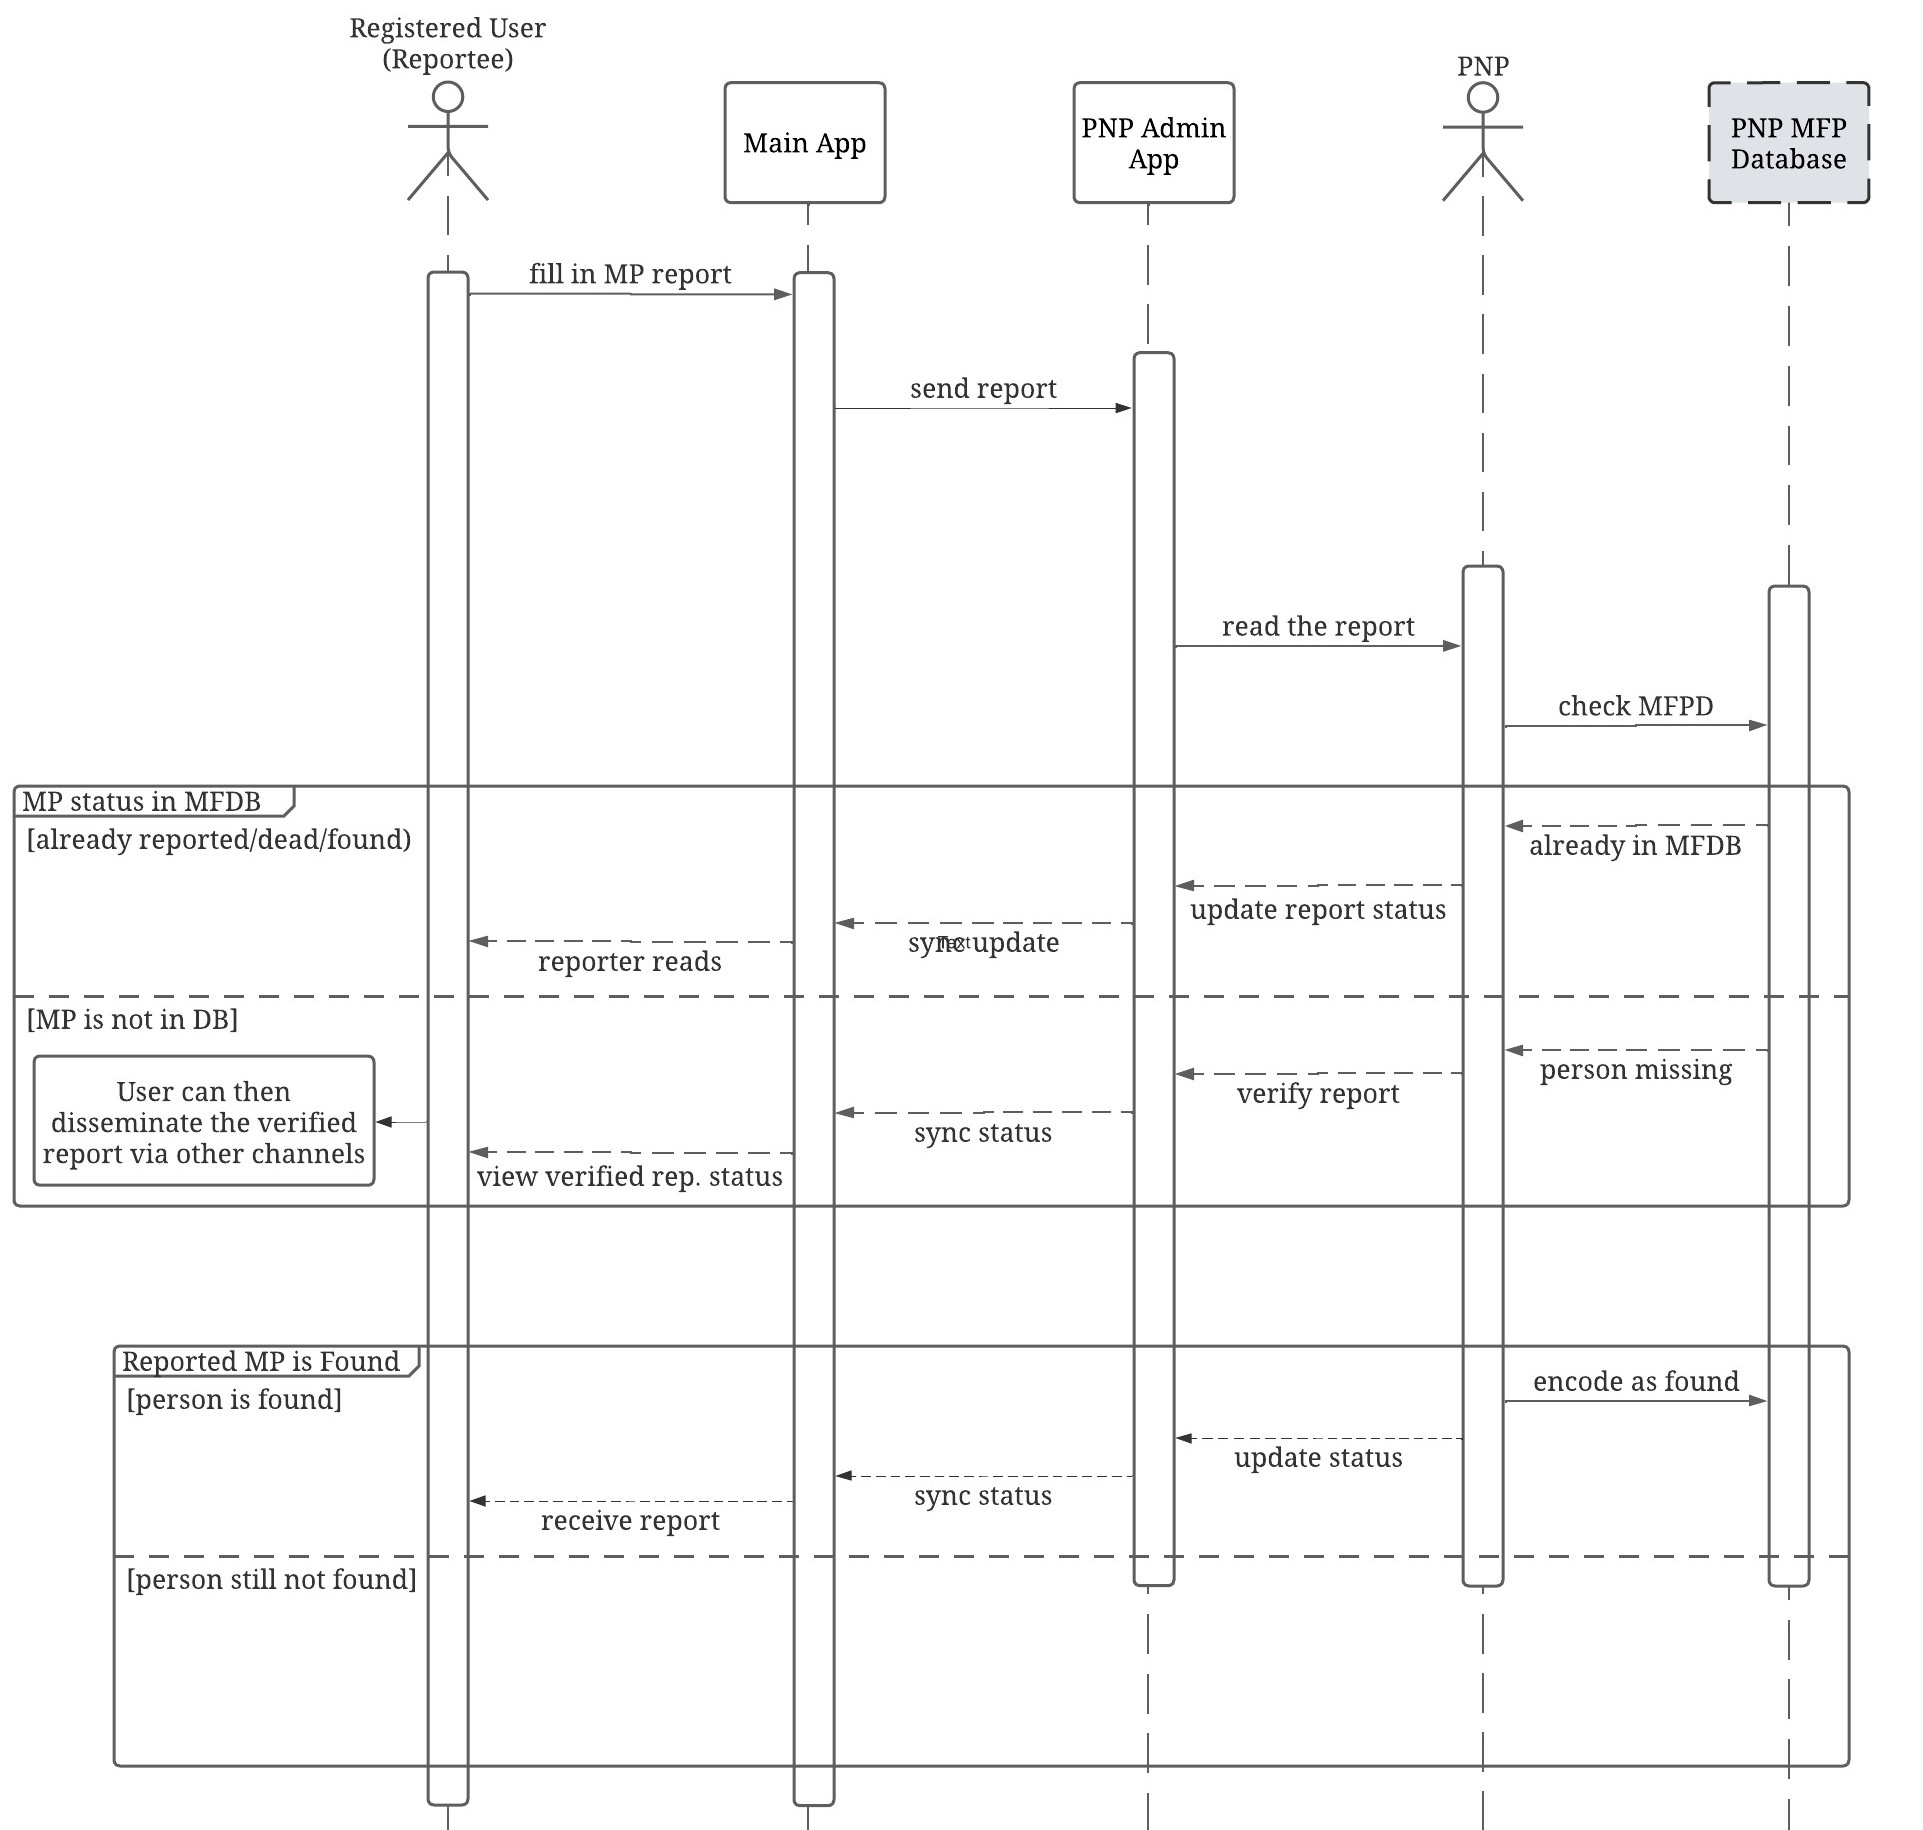 Registered User
(Reportee)
Main App
PNP Admin
App
PNP
PNP MFP
Database
fill in MP report
send report
read the report
check MFPD
MP status in MFDB
[already reported/dead/found)
already in MFDB
update report status
sync update
Text
reporter reads
[MP is not in DB]
person missing
verify report
sync status
view verified rep. status
User can then
disseminate the verified
report via other channels
Reported MP is Found
[person is found]
encode as found
update status
sync status
receive report
[person still not found]